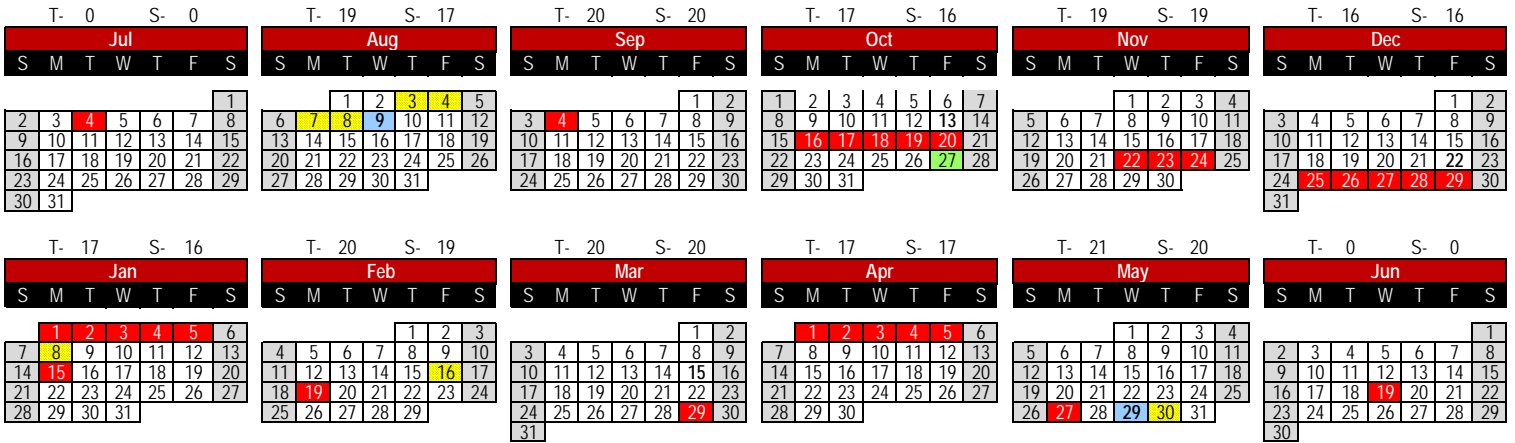 T- 0 S- 0 T- 19 S- 17 T- 20 S- 20 T- 17 S- 16 T- 19 S- 19 T- 16 S- 16
Jul Aug Sep Oct Nov Dec
S M T W T F S S M T W T F S S M T W T F S S M T W T F S S M T W T F S S M T W T F S
1 1 2 3 4 5 1 2 1 2 3 4 5 6 7 1 2 3 4 1 2
2 3 4 5 6 7 8 6 7 8 9 10 11 12 3 4 5 6 7 8 9 8 9 10 11 12 13 14 5 6 7 8 9 10 11 3 4 5 6 7 8 9
9 10 11 12 13 14 15 13 14 15 16 17 18 19 10 11 12 13 14 15 16 15 16 17 18 19 20 21 12 13 14 15 16 17 18 10 11 12 13 14 15 16
16 17 18 19 20 21 22 20 21 22 23 24 25 26 17 18 19 20 21 22 23 22 23 24 25 26 27 28 19 20 21 22 23 24 25 17 18 19 20 21 22 23
23 24 25 26 27 28 29 27 28 29 30 31 24 25 26 27 28 29 30 29 30 31 26 27 28 29 30 24 25 26 27 28 29 30
30 31 31
T- 17 S- 16 T- 20 S- 19 T- 20 S- 20 T- 17 S- 17 T- 21 S- 20 T- 0 S- 0
Jan Feb Mar Apr May Jun
S M T W T F S S M T W T F S S M T W T F S S M T W T F S S M T W T F S S M T W T F S
1 2 3 4 5 6 1 2 3 1 2 1 2 3 4 5 6 1 2 3 4 1
7 8 9 10 11 12 13 4 5 6 7 8 9 10 3 4 5 6 7 8 9 7 8 9 10 11 12 13 5 6 7 8 9 10 11 2 3 4 5 6 7 8
14 15 16 17 18 19 20 11 12 13 14 15 16 17 10 11 12 13 14 15 16 14 15 16 17 18 19 20 12 13 14 15 16 17 18 9 10 11 12 13 14 15
21 22 23 24 25 26 27 18 19 20 21 22 23 24 17 18 19 20 21 22 23 21 22 23 24 25 26 27 19 20 21 22 23 24 25 16 17 18 19 20 21 22
28 29 30 31 25 26 27 28 29 24 25 26 27 28 29 30 28 29 30 26 27 28 29 30 31 23 24 25 26 27 28 29
31 30